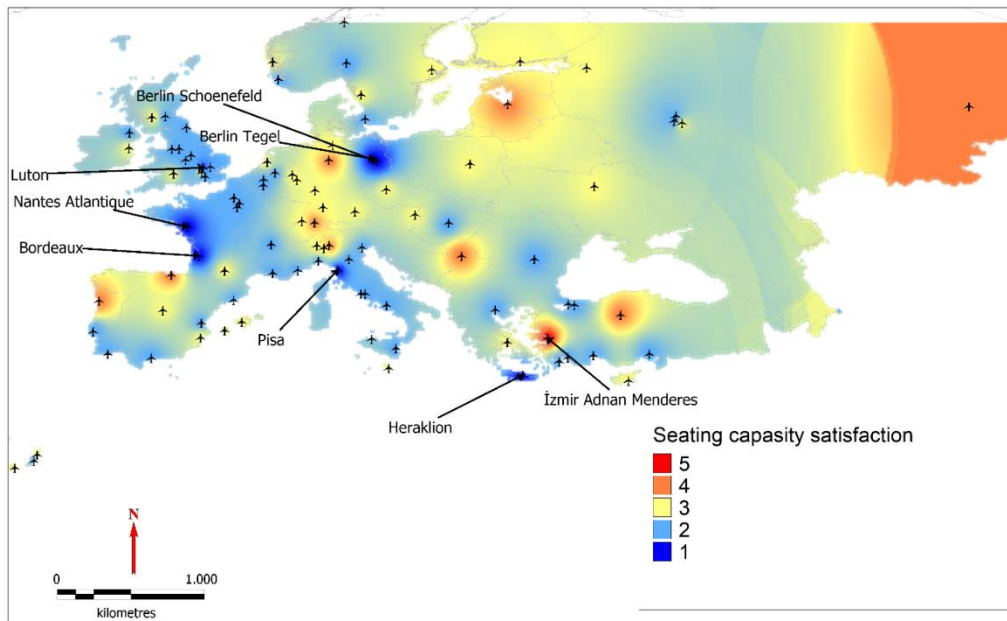 Berlin Schoenefeld
Berlin Tegel
Luton
Nantes Atlantique
Bordeaux
Pisa
Heraklion
İzmir Adnan Menderes
Seating capasity satisfaction
5
4
3
2
1
N
0 1.000
kilometres